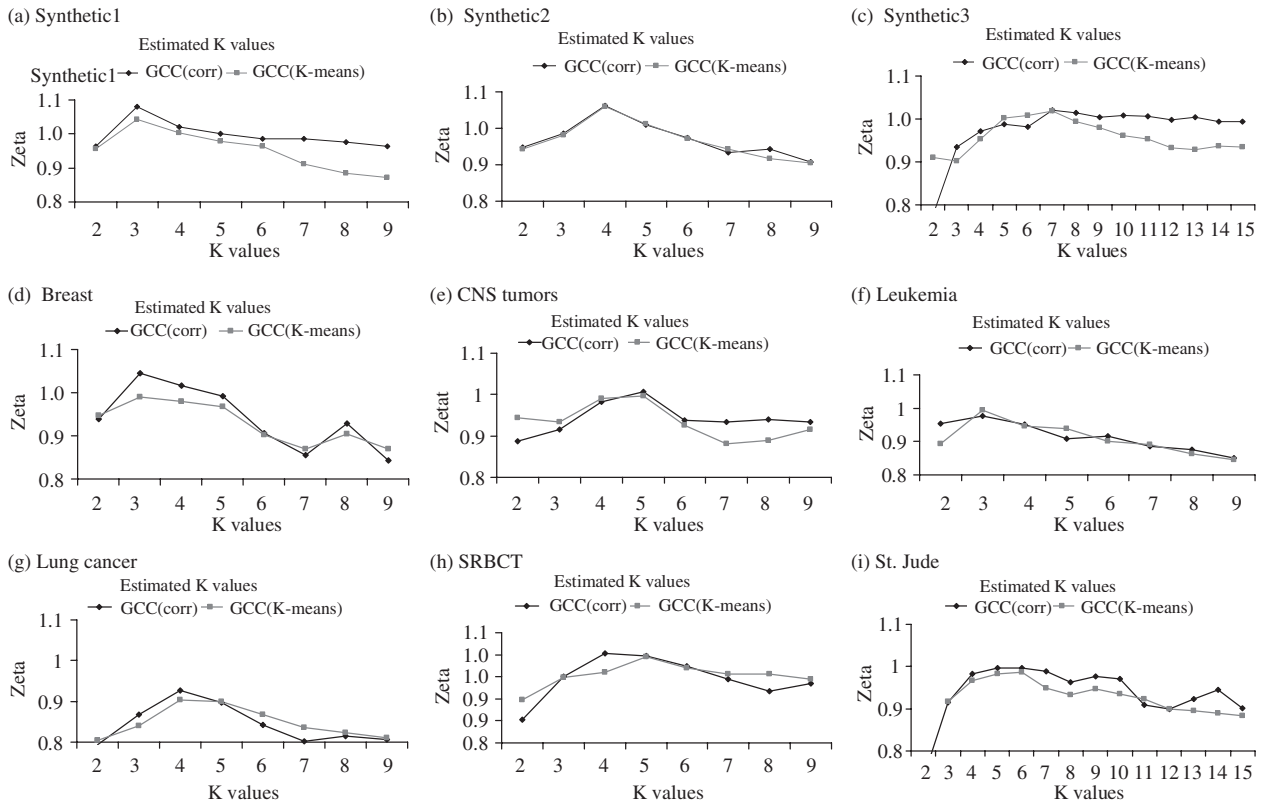 (a) Synthetic1
Estimated K values
Synthetic1
GCC(corr) GCC(K-means)
1.1
1.0
0.9
0.8
Zeta
2 3 4 5 6 7 8 9
K values
(b) Synthetic2
Estimated K values
GCC(corr) GCC(K-means)
1.1
1.0
0.9
0.8
Zeta
2 3 4 5 6 7 8 9
K values
(c) Synthetic3
Estimated K values
GCC(corr) GCC(K-means)
1.1
1.0
0.9
0.8
Zeta
2 3 4 5 6 7 8 9 10 11 12 13 14 15
K values
(d) Breast
Estimated K values
GCC(corr) GCC(K-means)
1.1
1.0
0.9
0.8
Zeta
2 3 4 5 6 7 8 9
K values
(e) CNS tumors
Estimated K values
GCC(corr) GCC(K-means)
1.1
1
0.9
0.8
Zetat
2 3 4 5 6 7 8 9
K values
(f) Leukemia
Estimated K values
GCC(corr) GCC(K-means)
1.1
1
0.9
0.8
Zeta
2 3 4 5 6 7 8 9
K values
(g) Lung cancer
Estimated K values
GCC(corr) GCC(K-means)
1.1
1
0.9
0.8
Zeta
2 3 4 5 6 7 8 9
K values
(h) SRBCT
Estimated K values
GCC(corr) GCC(K-means)
1.1
1.0
1.0
0.9
0.9
0.8
Zeta
2 3 4 5 6 7 8 9
K values
(i) St. Jude
Estimated K values
GCC(corr) GCC(K-means)
1.1
1
0.9
0.8
Zeta
2 3 4 5 6 7 8 9 10 11 12 13 14 15
K values